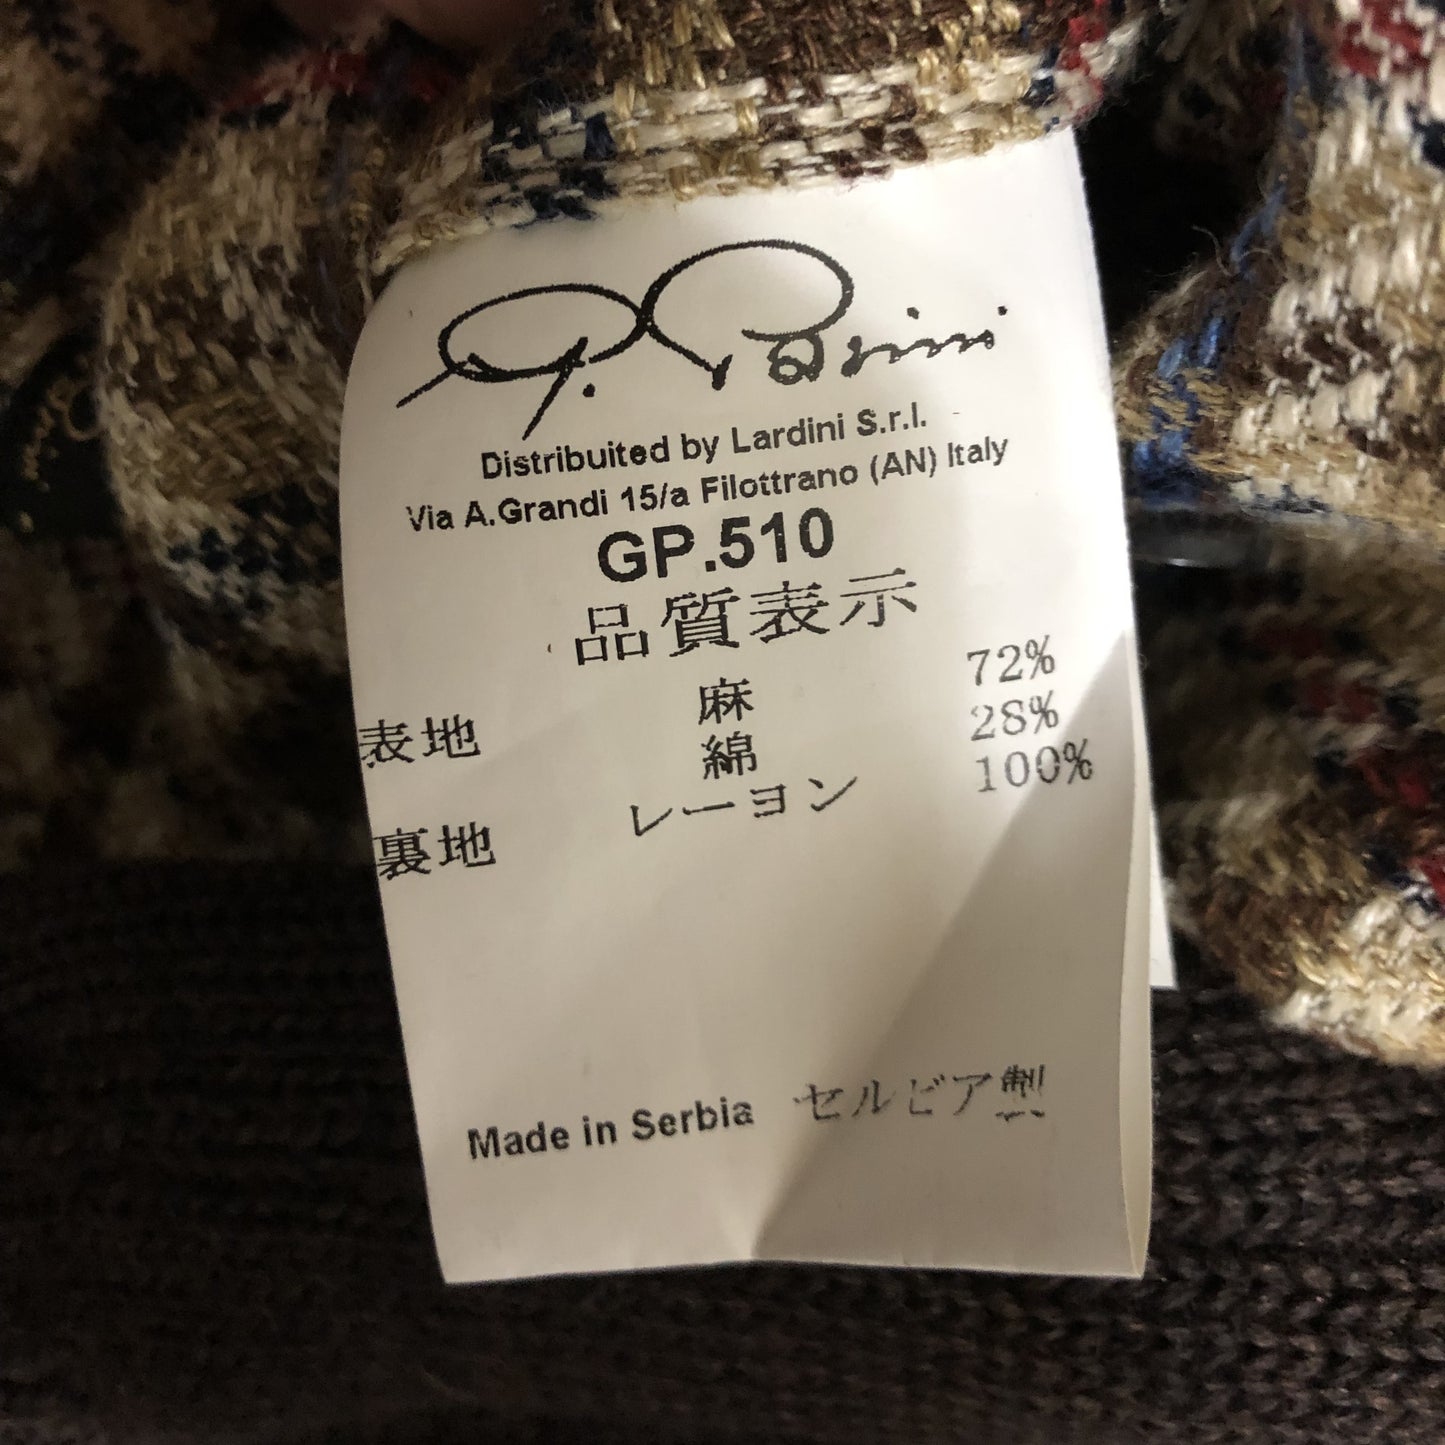 G. Pasini
Distribuited by Lardini S.r.l.
Via A.Grandi 15/a Filottrano (AN) Italy
GP.510
品質表示
表地 麻 72%
綿 28%
裏地 レーヨン 100%
Made in Serbia セルビア製